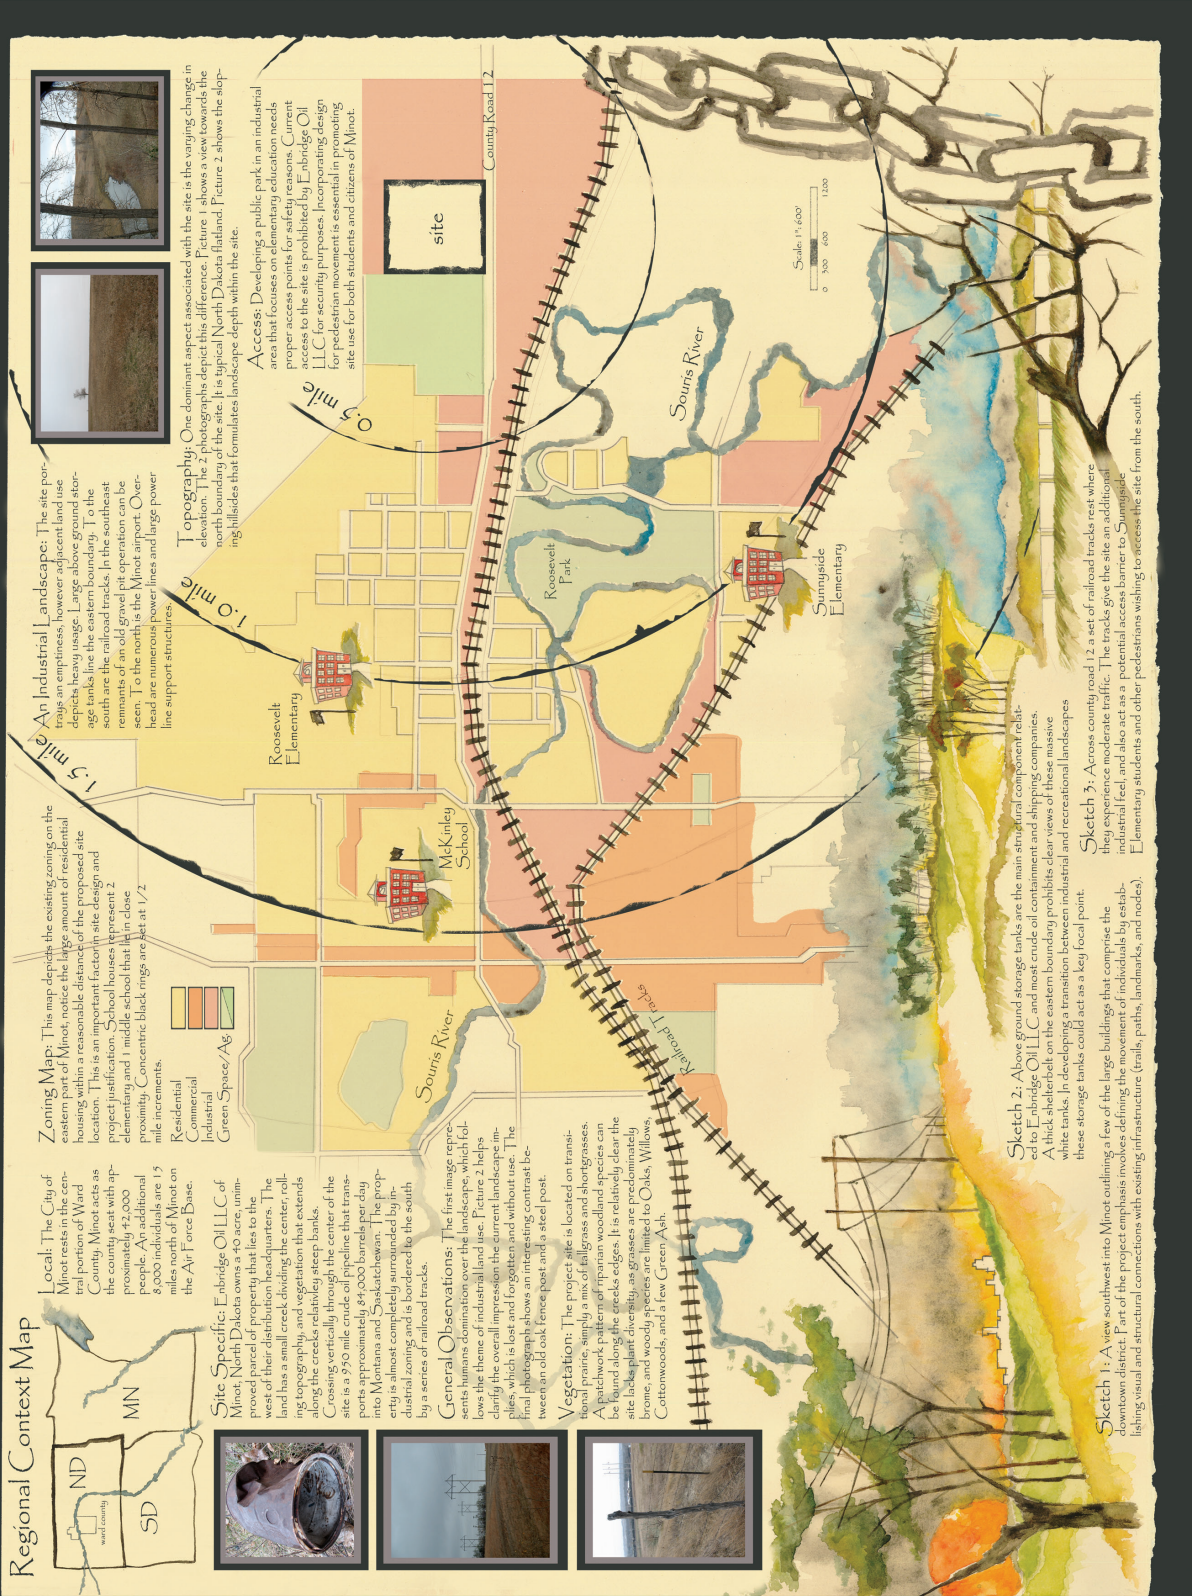 Regional Context Map
ND
MN
SD
ward county
Local: The City of
Minot rests in the cen-
tral portion of Ward
County. Minot acts as
the county seat with ap-
proximately 42,000
people. An additional
8,000 individuals are 15
miles north of Minot on
the Air Force Base.
Site Specific: Enbridge Oil LLC of
Minot, North Dakota owns a 40 acre, unim-
proved parcel of property that lies to the
west of their distribution headquarters. The
land has a small creek dividing the center, roll-
ing topography, and vegetation that extends
along the creeks relativley steep banks.
Crossing vertically through the center of the
site is a 950 mile crude oil pipeline that trans-
ports approximately 84,000 barrels per day
into Montana and Saskatchewan. The prop-
erty is almost completely surrounded by in-
dustrial zoning and is bordered to the south
by a series of railroad tracks.
General Observations: The first image repre-
sents humans domination over the landscape, which fol-
lows the theme of industrial land use. Picture 2 helps
clarify the overall impression the current landscape im-
plies, which is lost and forgotten and without use. The
final photograph shows an interesting contrast be-
tween an old oak fence post and a steel post.
Vegetation: The project site is located on transi-
tional prairie, simply a mix of tallgrass and shortgrasses.
A patchwork pattern of riparian woodland species can
be found along the creeks edges. It is relatively clear the
site lacks plant diversity, as grasses are predominately
brome, and woody species are limited to Oaks, Willows,
Cottonwoods, and a few Green Ash.
Zoning Map: This map depicts the existing zoning on the
eastern part of Minot, notice the large amount of residential
housing within a reasonable distance of the proposed site
location. This is an important factor in site design and
project justification. School houses represent 2
elementary and 1 middle school that lie in close
proximity. Concentric black rings are set at 1/2
mile increments.
Residential
Commercial
Industrial
Green Space/Ag.
An Industrial Landscape: The site por-
trays an emptiness, however adjacent land use
depicts heavy usage. Large above ground stor-
age tanks line the eastern boundary. To the
south are the railroad tracks. In the southeast
remnants of an old gravel pit operation can be
seen. To the north is the Minot airport. Over-
head are numerous power lines and large power
line support structures.
Topography: One dominant aspect associated with the site is the varying change in
elevation. The 2 photographs depict this difference. Picture 1 shows a view towards the
north boundary of the site. It is typical North Dakota flatland. Picture 2 shows the slop-
ing hillsides that formulates landscape depth within the site.
Access: Developing a public park in an industrial
area that focuses on elementary education needs
proper access points for safety reasons. Current
access to the site is prohibited by Enbridge Oil
LLC for security purposes. Incorporating design
for pedestrian movement is essential in promoting
site use for both students and citizens of Minot.
1.5 mile
1.0 mile
0.5 mile
site
County Road 12
Roosevelt
Elementary
McKinley
School
Souris River
Railroad Tracks
Roosevelt
Park
Souris River
Sunnyside
Elementary
Scale: 1"=600'
0 300 600 1200
Sketch 1: A view southwest into Minot outlining a few of the large buildings that comprise the
downtown district. Part of the project emphasis involves defining the movement of individuals by estab-
lishing visual and structural connections with existing infrastructure (trails, paths, landmarks, and nodes).
Sketch 2: Above ground storage tanks are the main structural component relat-
ed to Enbridge Oil LLC and most crude oil containment and shipping companies.
A thick shelterbelt on the eastern boundary prohibits clear views of these massive
white tanks. In developing a transition between industrial and recreational landscapes
these storage tanks could act as a key focal point.
Sketch 3: Across county road 12 a set of railroad tracks rest where
they experience moderate traffic. The tracks give the site an additional
industrial feel, and also act as a potential access barrier to Sunnyside
Elementary students and other pedestrians wishing to access the site from the south.